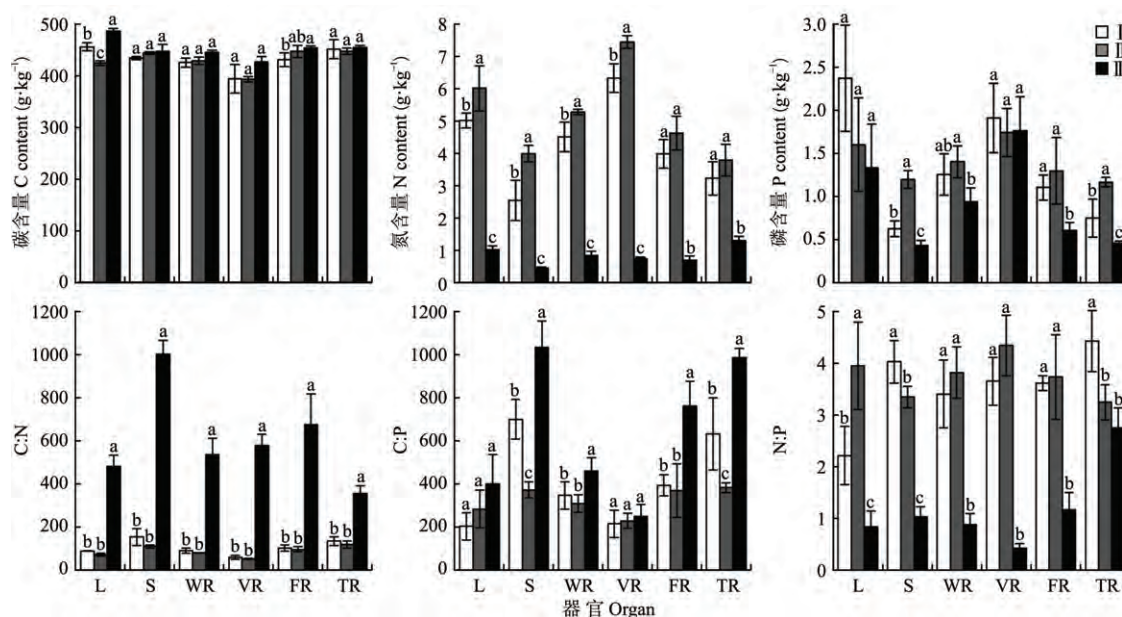 碳含量 C content (g·kg⁻¹)
500
400
300
200
100
0
b c a
a a a
a a a
a a a
b ab a
a a a
氮含量 N content (g·kg⁻¹)
8
7
6
5
4
3
2
1
0
b a c
b a c
b a c
b a c
a a b
a a b
磷含量 P content (g·kg⁻¹)
3.0
2.5
2.0
1.5
1.0
0.5
0
a a a
b a c
ab a b
a a a
a a b
b a c
Ⅰ
Ⅱ
Ⅲ
C:N
1200
1000
800
600
400
200
0
b b a
b b a
b b a
b b a
b b a
b b a
L S WR VR FR TR
C:P
1200
1000
800
600
400
200
0
a a a
b c a
b b a
a a a
b b a
b c a
L S WR VR FR TR
N:P
5
4
3
2
1
0
b a c
a b c
a a b
a a c
a a b
a b b
L S WR VR FR TR
器 官 Organ